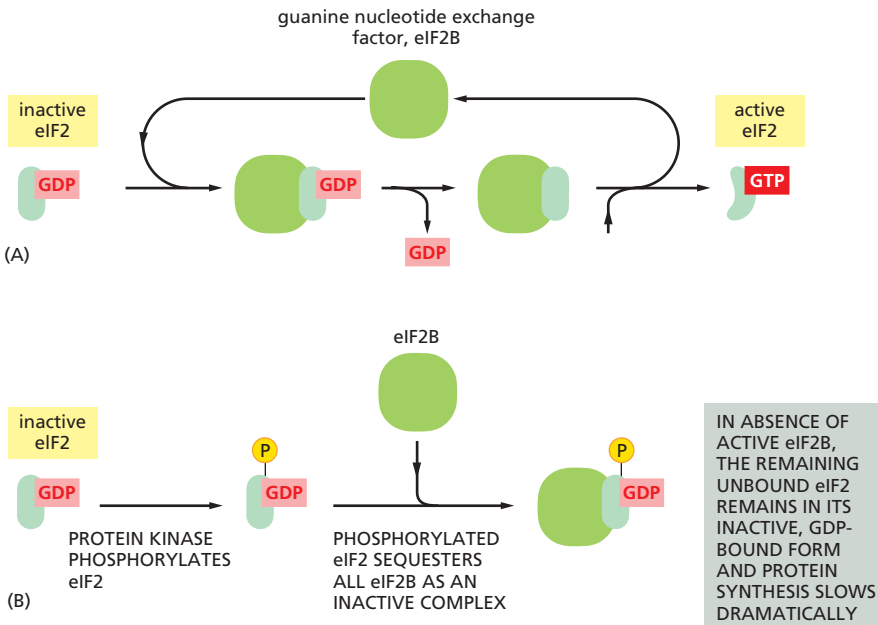 guanine nucleotide exchange
factor, eIF2B
inactive
eIF2
active
eIF2
GDP
GDP
GTP
GDP
(A)
eIF2B
inactive
eIF2
P
P
GDP
GDP
GDP
PROTEIN KINASE
PHOSPHORYLATES
eIF2
PHOSPHORYLATED
eIF2 SEQUESTERS
ALL eIF2B AS AN
INACTIVE COMPLEX
IN ABSENCE OF
ACTIVE eIF2B,
THE REMAINING
UNBOUND eIF2
REMAINS IN ITS
INACTIVE, GDP-
BOUND FORM
AND PROTEIN
SYNTHESIS SLOWS
DRAMATICALLY
(B)